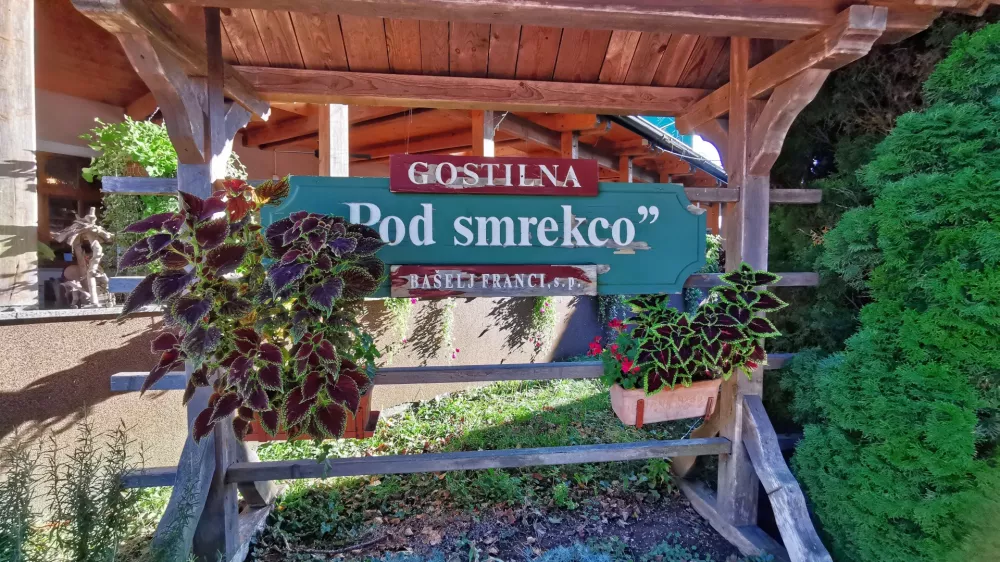 GOSTILNA
Pod smrekco”
BASELJ FRANCI, s.p.